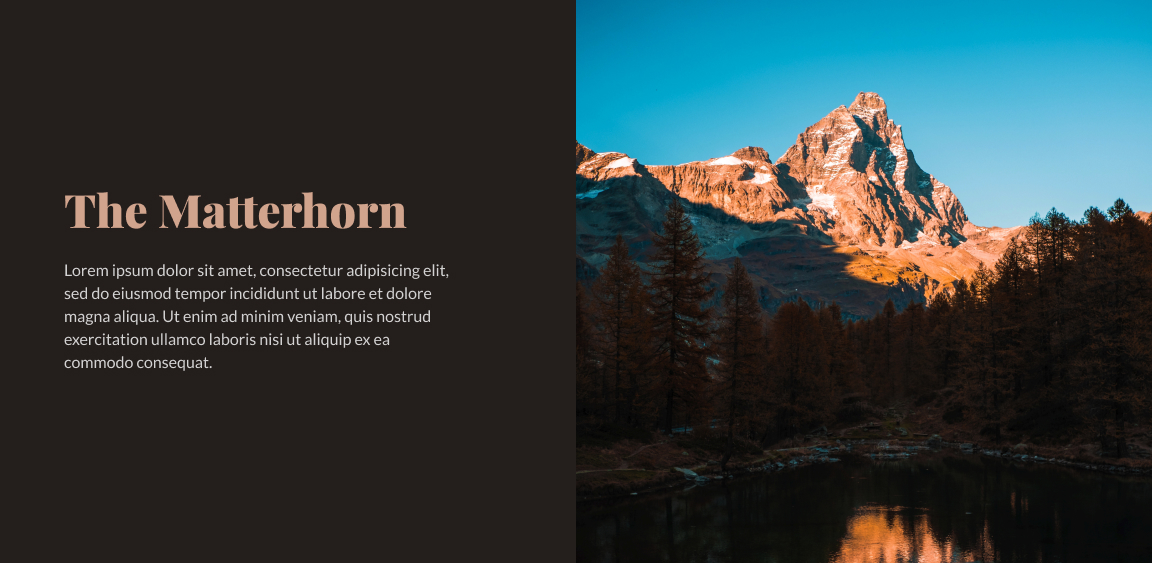 The Matterhorn
Lorem ipsum dolor sit amet, consectetur adipisicing elit,
sed do eiusmod tempor incididunt ut labore et dolore
magna aliqua. Ut enim ad minim veniam, quis nostrud
exercitation ullamco laboris nisi ut aliquip ex ea
commodo consequat.